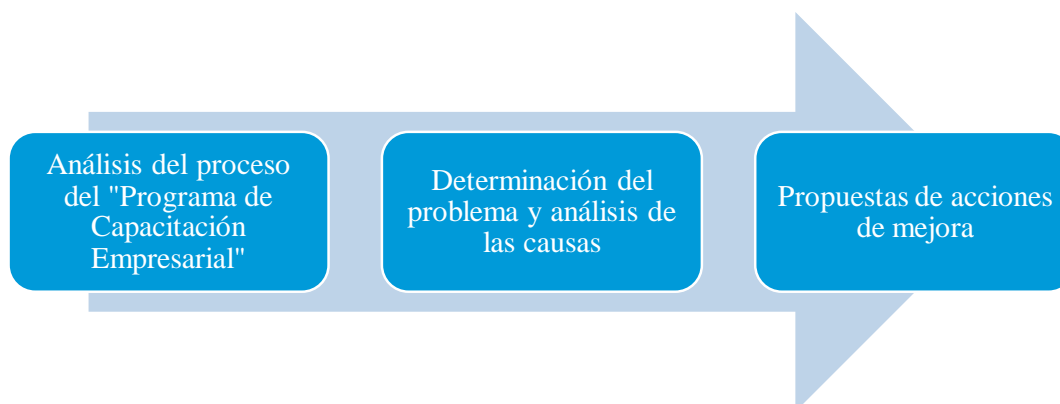 Análisis del proceso
del "Programa de
Capacitación
Empresarial"
Determinación del
problema y análisis de
las causas
Propuestas de acciones
de mejora